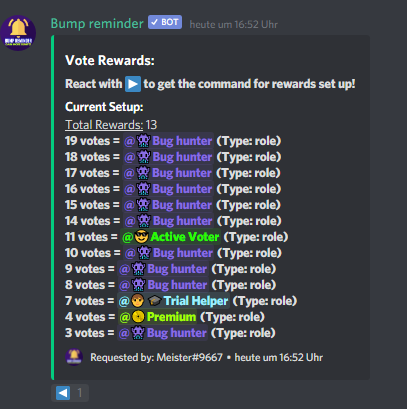 Bump reminder ✓ BOT heute um 16:52 Uhr
BUMP REMINDER
Vote Rewards:
React with ▶️ to get the command for rewards set up!
Current Setup:
Total Rewards: 13
19 votes = @👾Bug hunter (Type: role)
18 votes = @👾Bug hunter (Type: role)
17 votes = @👾Bug hunter (Type: role)
16 votes = @👾Bug hunter (Type: role)
15 votes = @👾Bug hunter (Type: role)
14 votes = @👾Bug hunter (Type: role)
11 votes = @😎Active Voter (Type: role)
10 votes = @👾Bug hunter (Type: role)
9 votes = @👾Bug hunter (Type: role)
8 votes = @👾Bug hunter (Type: role)
7 votes = @👨‍🎓Trial Helper (Type: role)
4 votes = @🪙Premium (Type: role)
3 votes = @👾Bug hunter (Type: role)
Requested by: Meister#9667 • heute um 16:52 Uhr
◀️ 1